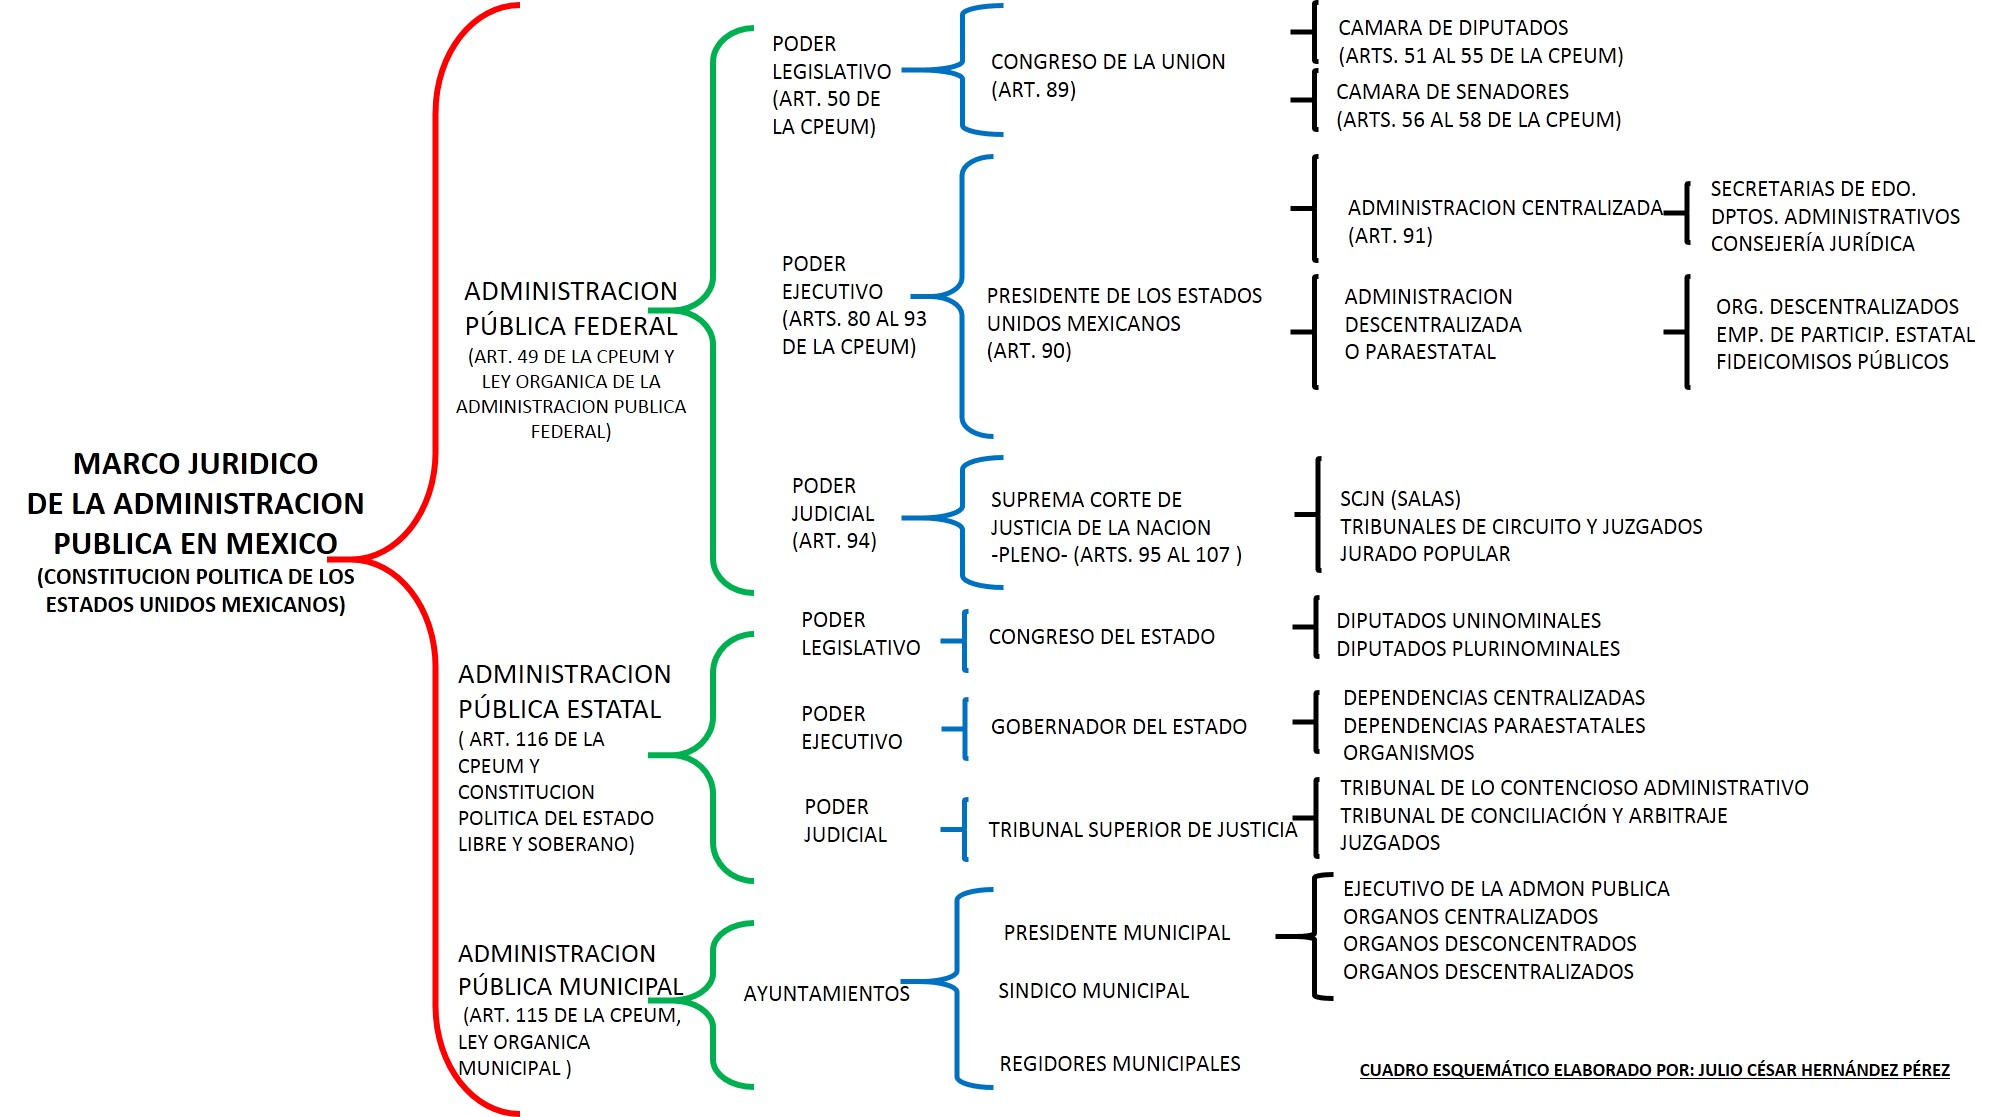 MARCO JURIDICO
DE LA ADMINISTRACION
PUBLICA EN MEXICO
(CONSTITUCION POLITICA DE LOS
ESTADOS UNIDOS MEXICANOS)
ADMINISTRACION
PÚBLICA FEDERAL
(ART. 49 DE LA CPEUM Y
LEY ORGANICA DE LA
ADMINISTRACION PUBLICA
FEDERAL)
PODER
LEGISLATIVO
(ART. 50 DE
LA CPEUM)
CONGRESO DE LA UNION
(ART. 89)
CAMARA DE DIPUTADOS
(ARTS. 51 AL 55 DE LA CPEUM)
CAMARA DE SENADORES
(ARTS. 56 AL 58 DE LA CPEUM)
PODER
EJECUTIVO
(ARTS. 80 AL 93
DE LA CPEUM)
PRESIDENTE DE LOS ESTADOS
UNIDOS MEXICANOS
(ART. 90)
ADMINISTRACION CENTRALIZADA
(ART. 91)
SECRETARIAS DE EDO.
DPTOS. ADMINISTRATIVOS
CONSEJERÍA JURÍDICA
ADMINISTRACION
DESCENTRALIZADA
O PARAESTATAL
ORG. DESCENTRALIZADOS
EMP. DE PARTICIP. ESTATAL
FIDEICOMISOS PÚBLICOS
PODER
JUDICIAL
(ART. 94)
SUPREMA CORTE DE
JUSTICIA DE LA NACION
-PLENO- (ARTS. 95 AL 107 )
SCJN (SALAS)
TRIBUNALES DE CIRCUITO Y JUZGADOS
JURADO POPULAR
ADMINISTRACION
PÚBLICA ESTATAL
( ART. 116 DE LA
CPEUM Y
CONSTITUCION
POLITICA DEL ESTADO
LIBRE Y SOBERANO)
PODER
LEGISLATIVO
CONGRESO DEL ESTADO
DIPUTADOS UNINOMINALES
DIPUTADOS PLURINOMINALES
PODER
EJECUTIVO
GOBERNADOR DEL ESTADO
DEPENDENCIAS CENTRALIZADAS
DEPENDENCIAS PARAESTATALES
ORGANISMOS
PODER
JUDICIAL
TRIBUNAL SUPERIOR DE JUSTICIA
TRIBUNAL DE LO CONTENCIOSO ADMINISTRATIVO
TRIBUNAL DE CONCILIACIÓN Y ARBITRAJE
JUZGADOS
ADMINISTRACION
PÚBLICA MUNICIPAL
(ART. 115 DE LA CPEUM,
LEY ORGANICA
MUNICIPAL )
AYUNTAMIENTOS
PRESIDENTE MUNICIPAL
EJECUTIVO DE LA ADMON PUBLICA
ORGANOS CENTRALIZADOS
ORGANOS DESCONCENTRADOS
ORGANOS DESCENTRALIZADOS
SINDICO MUNICIPAL
REGIDORES MUNICIPALES
CUADRO ESQUEMÁTICO ELABORADO POR: JULIO CÉSAR HERNÁNDEZ PÉREZ